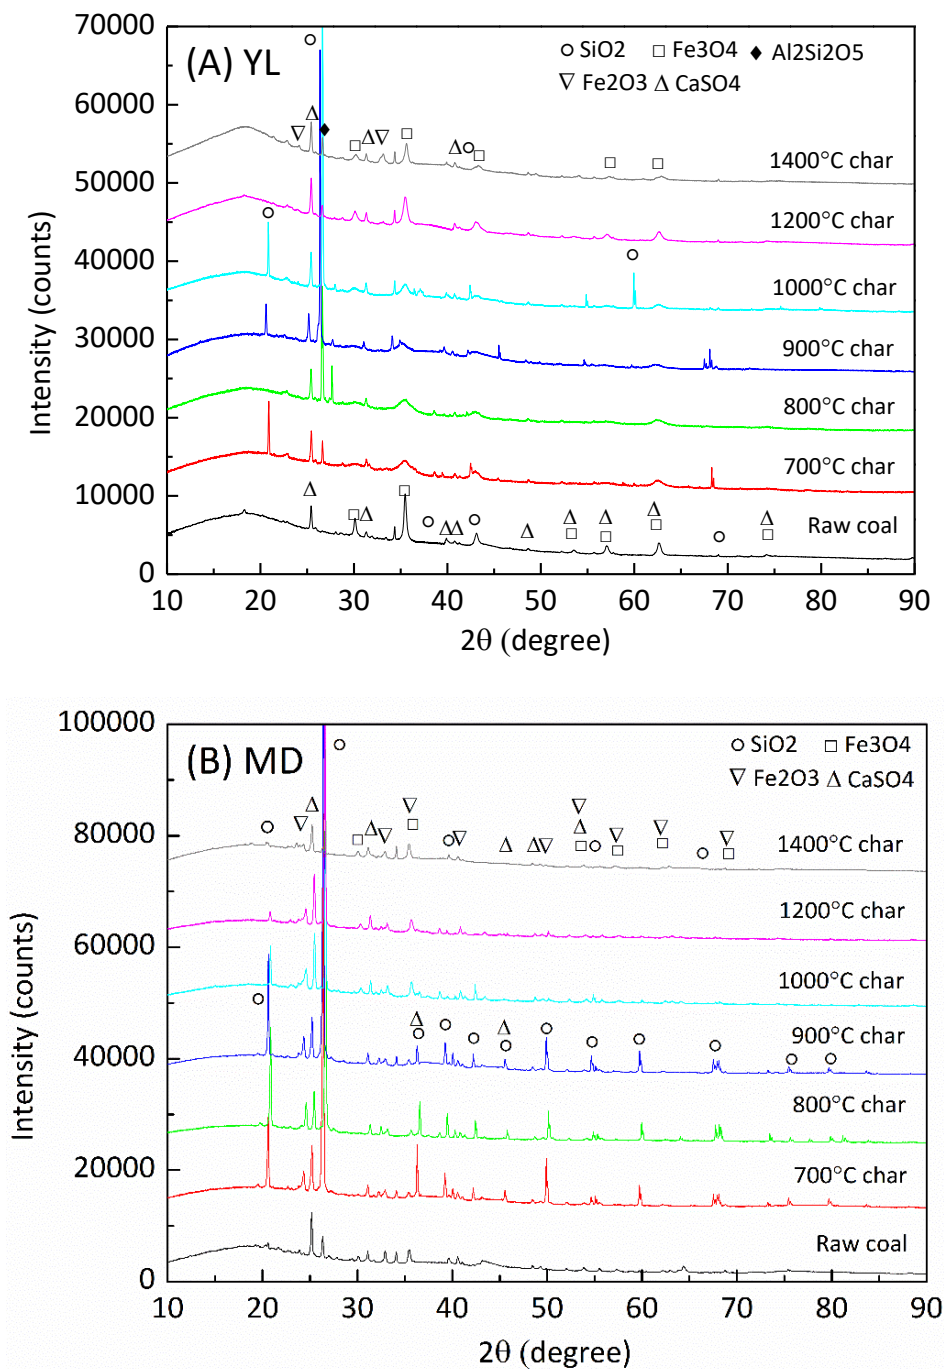 (A) YL
○ SiO2 □ Fe3O4 ♦ Al2Si2O5
▽ Fe2O3 Δ CaSO4
1400°C char
1200°C char
1000°C char
900°C char
800°C char
700°C char
Raw coal
70000
60000
50000
40000
30000
20000
10000
0
Intensity (counts)
10 20 30 40 50 60 70 80 90
2θ (degree)
(B) MD
○ SiO2 □ Fe3O4
▽ Fe2O3 Δ CaSO4
1400°C char
1200°C char
1000°C char
900°C char
800°C char
700°C char
Raw coal
100000
80000
60000
40000
20000
0
Intensity (counts)
10 20 30 40 50 60 70 80 90
2θ (degree)